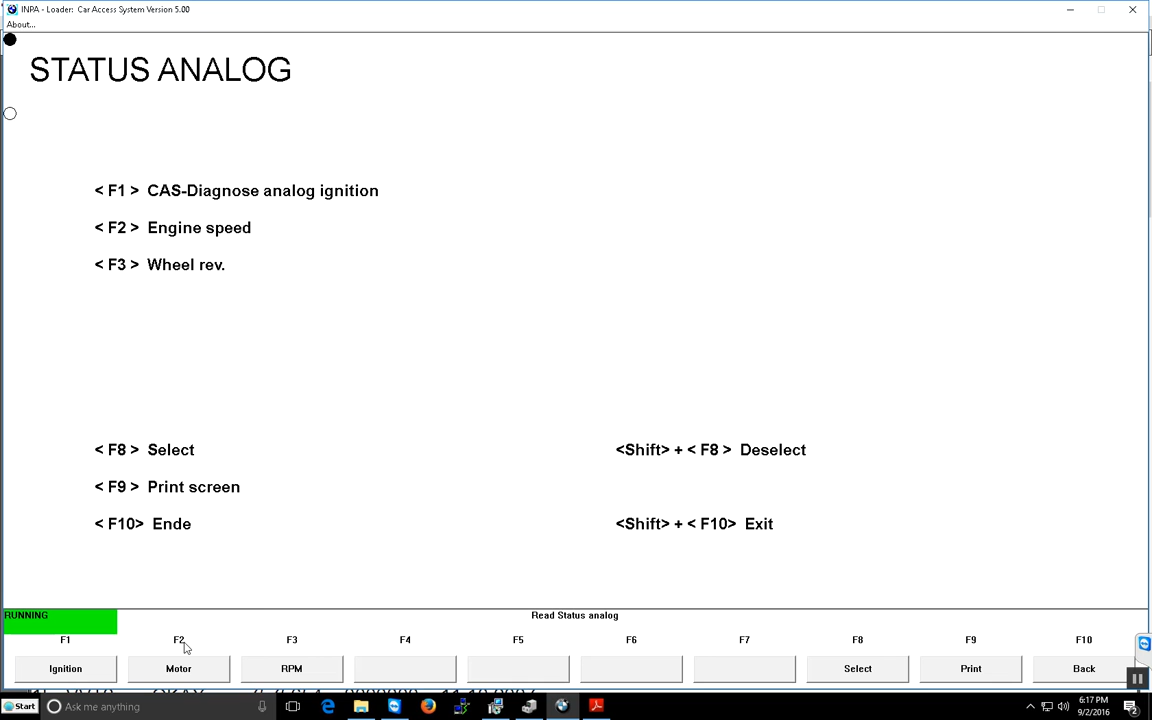 INPA - Loader: Car Access System Version 5.00
About...
STATUS ANALOG
< F1 > CAS-Diagnose analog ignition
< F2 > Engine speed
< F3 > Wheel rev.
< F8 > Select <Shift> + < F8 > Deselect
< F9 > Print screen
< F10> Ende <Shift> + < F10> Exit
RUNNING Read Status analog
F1 F2 F3 F4 F5 F6 F7 F8 F9 F10
Ignition Motor RPM Select Print Back
Start Ask me anything 6:17 PM
9/2/2016 2